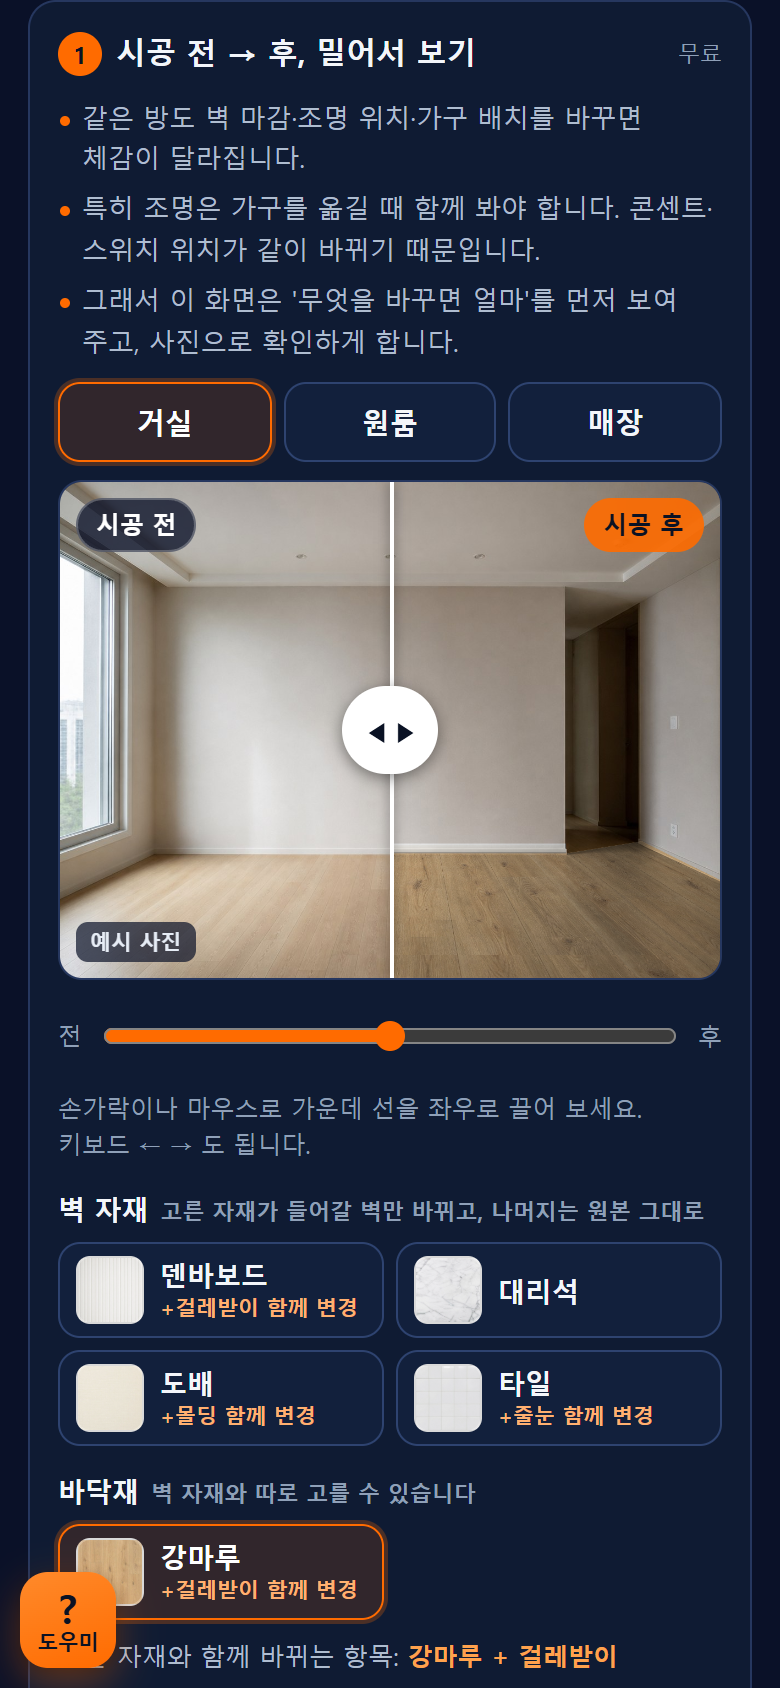 1 시공 전 → 후, 밀어서 보기
무료
• 같은 방도 벽 마감·조명 위치·가구 배치를 바꾸면
체감이 달라집니다.
• 특히 조명은 가구를 옮길 때 함께 봐야 합니다. 콘센트·
스위치 위치가 같이 바뀌기 때문입니다.
• 그래서 이 화면은 '무엇을 바꾸면 얼마'를 먼저 보여
주고, 사진으로 확인하게 합니다.
거실
원룸
매장
시공 전
시공 후
예시 사진
전
후
손가락이나 마우스로 가운데 선을 좌우로 끌어 보세요.
키보드 ← → 도 됩니다.
벽 자재 고른 자재가 들어갈 벽만 바뀌고, 나머지는 원본 그대로
덴바보드
+걸레받이 함께 변경
대리석
도배
+몰딩 함께 변경
타일
+줄눈 함께 변경
바닥재 벽 자재와 따로 고를 수 있습니다
강마루
+걸레받이 함께 변경
?
도우미
자재와 함께 바뀌는 항목: 강마루 + 걸레받이